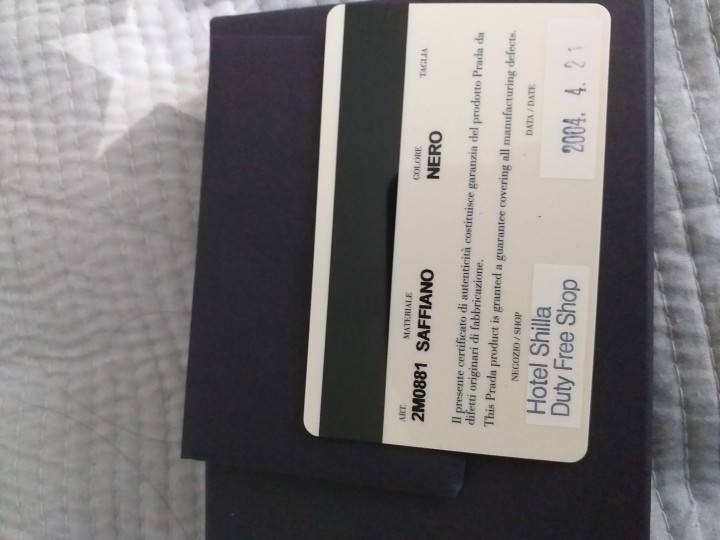 ART. MATERIALE COLORE TAGLIA
2M0881 SAFFIANO NERO
Il presente certificato di autenticità costituisce garanzia del prodotto Prada da
difetti originari di fabbricazione.
This Prada product is granted a guarantee covering all manufacturing defects.
NEGOZIO / SHOP DATA / DATE
Hotel Shilla
Duty Free Shop
2004. 4. 21